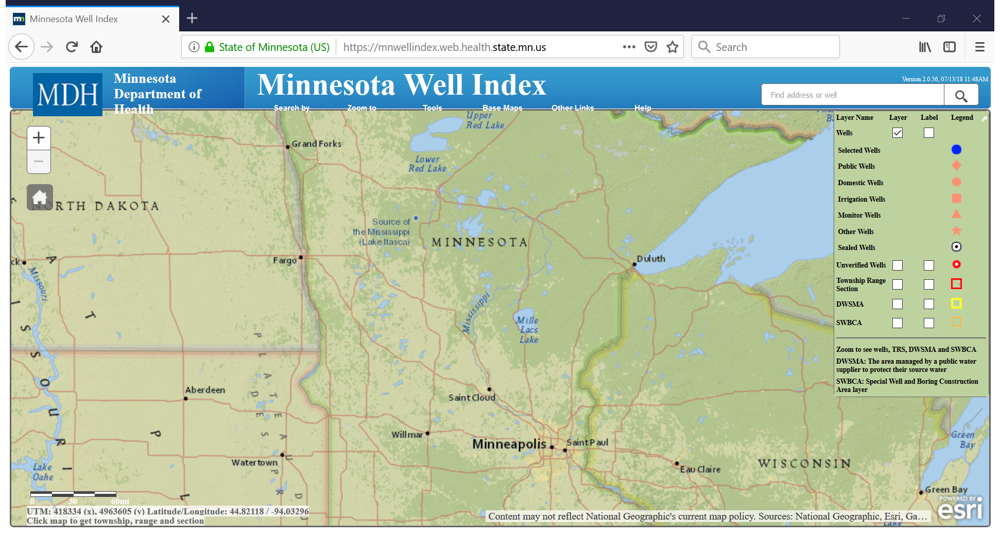 Minnesota Well Index
State of Minnesota (US)
https://mnwellindex.web.health.state.mn.us
Search
MDH
Minnesota
Department of
Health
Minnesota Well Index
Version 2.0.56, 07/13/18 11:48AM
Find address or well
Search by
Zoom to
Tools
Base Maps
Other Links
Help
Layer Name Layer Label Legend
Wells
Selected Wells
Public Wells
Domestic Wells
Irrigation Wells
Monitor Wells
Other Wells
Sealed Wells
Unverified Wells
Township Range
Section
DWSMA
SWBCA
Zoom to see wells, TRS, DWSMA and SWBCA
DWSMA: The area managed by a public water
supplier to protect their source water
SWBCA: Special Well and Boring Construction
Area layer
Upper
Red Lake
Grand Forks
Lower
Red Lake
NORTH DAKOTA
Source of
the Mississippi
(Lake Itasca)
MINNESOTA
Fargo
Duluth
ck
Missouri
Mississippi
Mille
Lacs
Lake
Aberdeen
Saint Cloud
Willmar
Minneapolis
Saint Paul
Watertown
Eau Claire
WISCONSIN
Green
Bay
Green Bay
Lake
Oahe
0 30 60mi
UTM: 418334 (x), 4963605 (y) Latitude/Longitude: 44.82118 / -94.03296
Click map to get township, range and section
Content may not reflect National Geographic's current map policy. Sources: National Geographic, Esri, Ga…
POWERED BY
esri
Lake